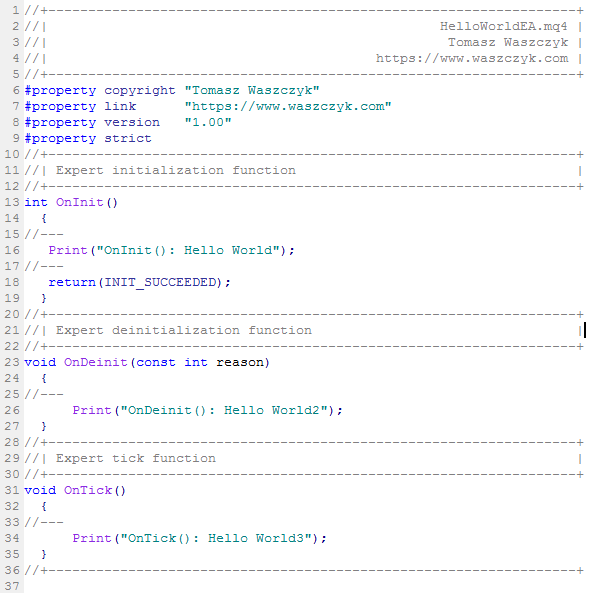 1 //+------------------------------------------------------------------+
2 //|                                                 HelloWorldEA.mq4 |
3 //|                                                  Tomasz Waszczyk |
4 //|                                         https://www.waszczyk.com |
5 //+------------------------------------------------------------------+
6 #property copyright "Tomasz Waszczyk"
7 #property link      "https://www.waszczyk.com"
8 #property version   "1.00"
9 #property strict
10 //+------------------------------------------------------------------+
11 //| Expert initialization function                                   |
12 //+------------------------------------------------------------------+
13 int OnInit()
14   {
15 //---
16    Print("OnInit(): Hello World");
17 //---
18    return(INIT_SUCCEEDED);
19   }
20 //+------------------------------------------------------------------+
21 //| Expert deinitialization function                                 |
22 //+------------------------------------------------------------------+
23 void OnDeinit(const int reason)
24   {
25 //---
26       Print("OnDeinit(): Hello World2");
27   }
28 //+------------------------------------------------------------------+
29 //| Expert tick function                                             |
30 //+------------------------------------------------------------------+
31 void OnTick()
32   {
33 //---
34       Print("OnTick(): Hello World3");
35   }
36 //+------------------------------------------------------------------+
37